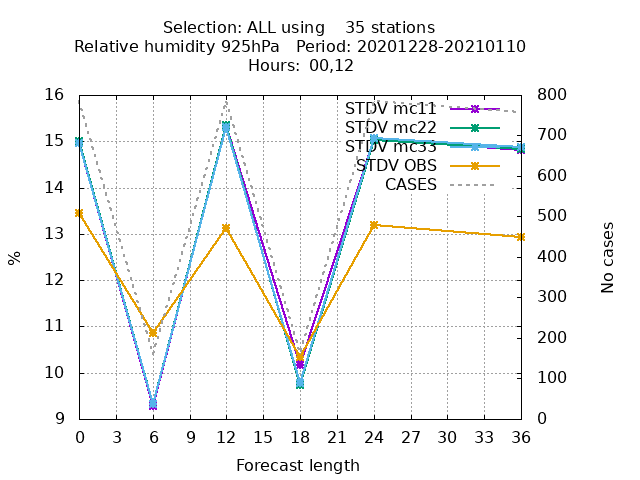 Selection: ALL using    35 stations
Relative humidity 925hPa   Period: 20201228-20210110
Hours: 00,12
STDV mc11
STDV mc22
STDV mc33
STDV OBS
CASES
16
15
14
13
12
11
10
9
800
700
600
500
400
300
200
100
0
%
No cases
0 3 6 9 12 15 18 21 24 27 30 33 36
Forecast length